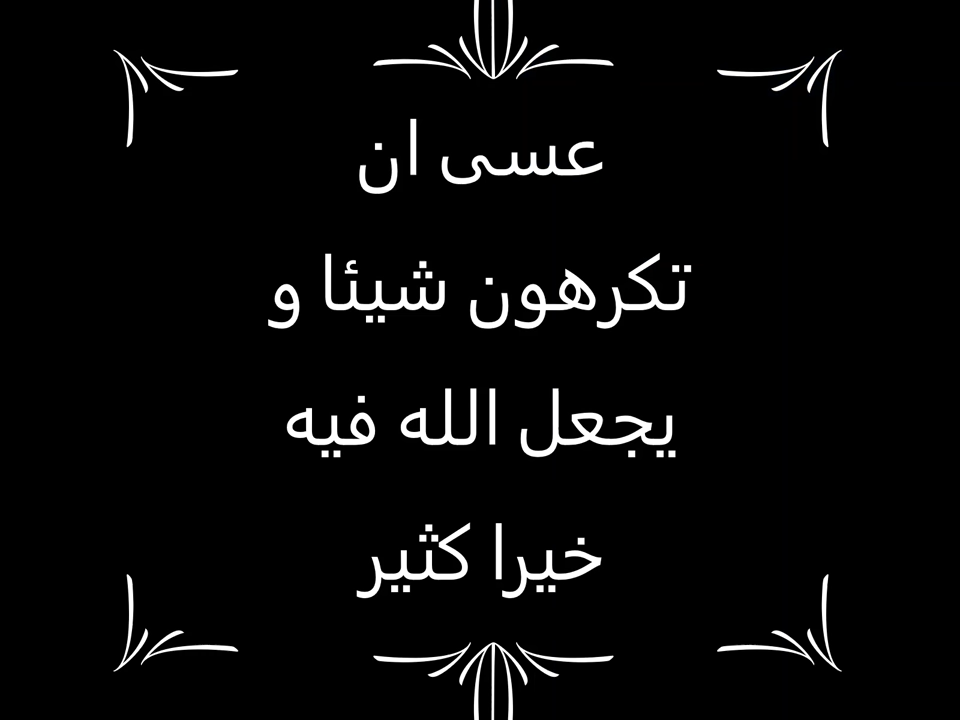 عسى ان
تكرهون شيئا و
يجعل الله فيه
خيرا كثير